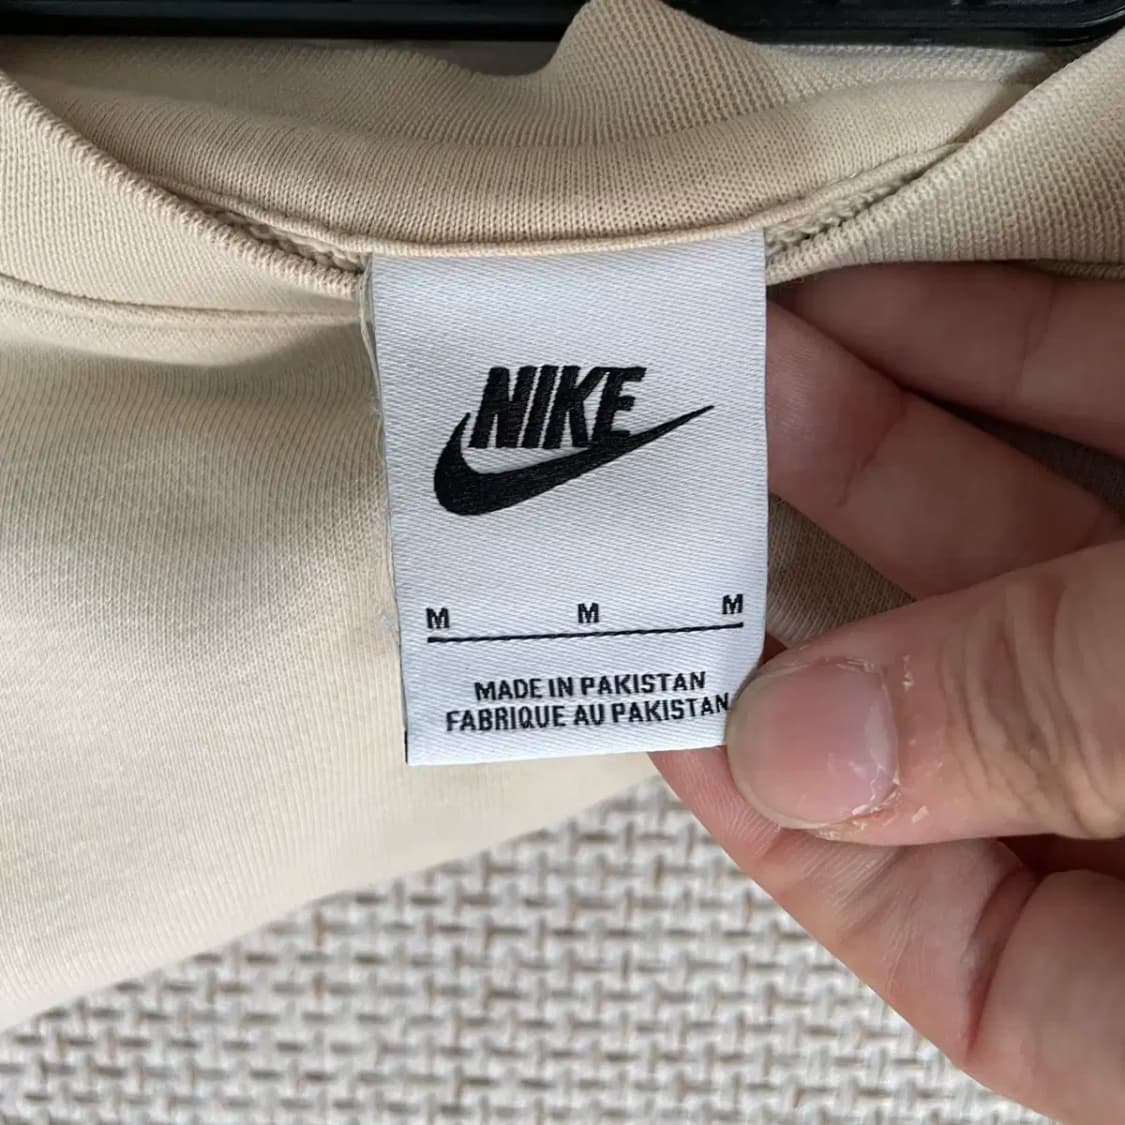 NIKE
M M M
MADE IN PAKISTAN
FABRIQUE AU PAKISTAN